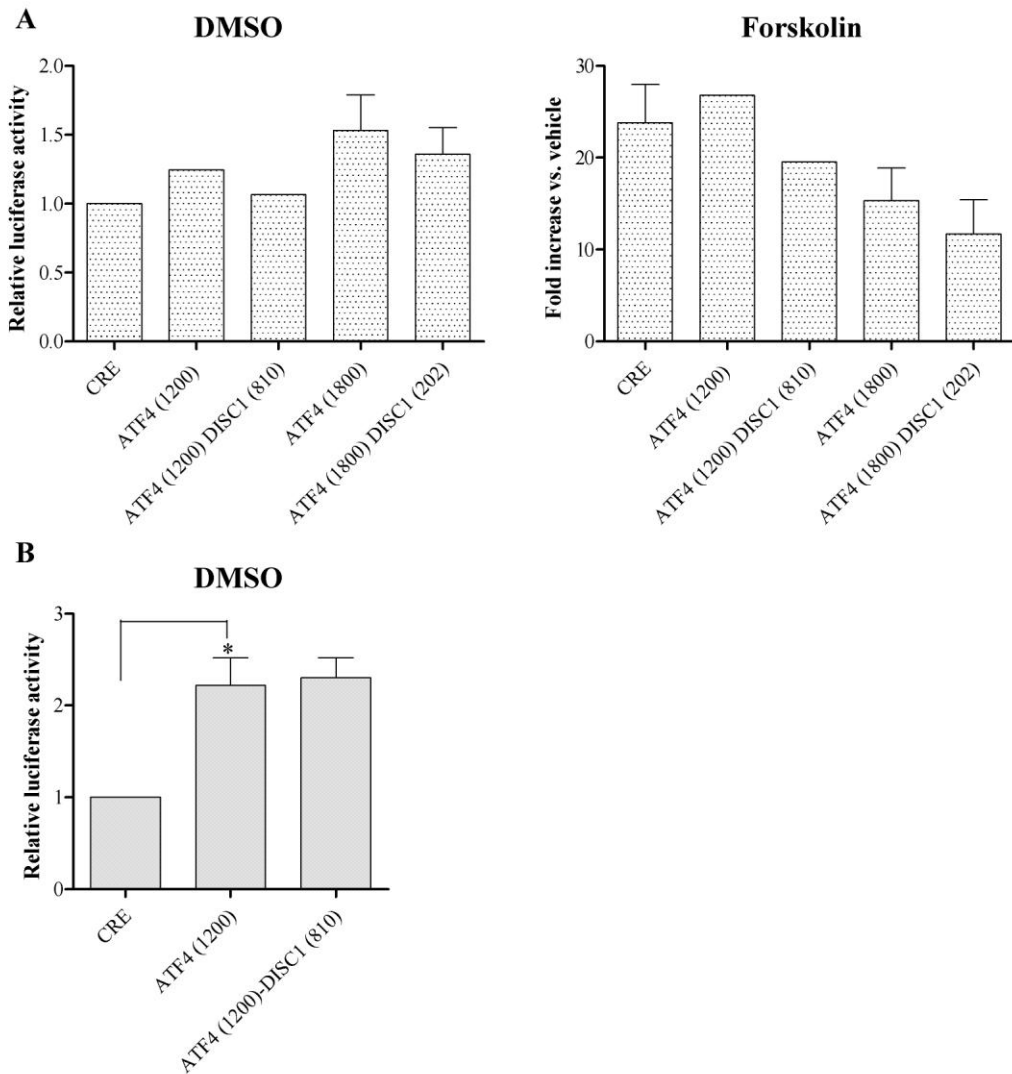 A
DMSO
Relative luciferase activity
2.0
1.5
1.0
0.5
0.0
CRE
ATF4 (1200)
ATF4 (1200) DISC1 (810)
ATF4 (1800)
ATF4 (1800) DISC1 (202)
Forskolin
Fold increase vs. vehicle
30
20
10
0
CRE
ATF4 (1200)
ATF4 (1200) DISC1 (810)
ATF4 (1800)
ATF4 (1800) DISC1 (202)
B
DMSO
Relative luciferase activity
3
2
1
0
*
CRE
ATF4 (1200)
ATF4 (1200)-DISC1 (810)